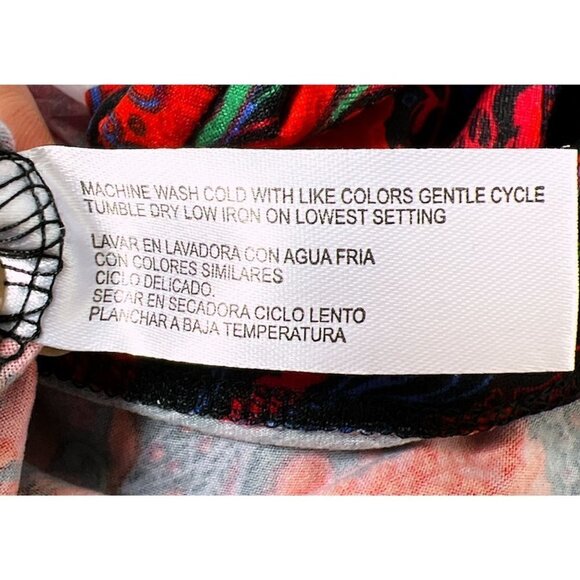 MACHINE WASH COLD WITH LIKE COLORS GENTLE CYCLE
TUMBLE DRY LOW IRON ON LOWEST SETTING
LAVAR EN LAVADORA CON AGUA FRIA
CON COLORES SIMILARES
CICLO DELICADO.
SECAR EN SECADORA CICLO LENTO
PLANCHAR A BAJA TEMPERATURA